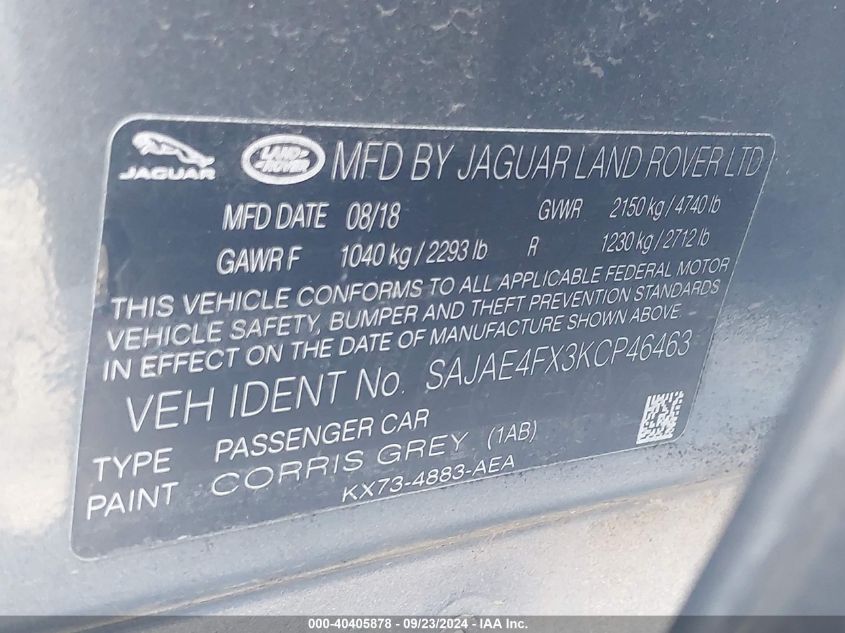 JAGUAR LAND ROVER MFD BY JAGUAR LAND ROVER LTD
MFD DATE 08/18 GVWR 2150 kg / 4740 lb
GAWR F 1040 kg / 2293 lb R 1230 kg / 2712 lb
THIS VEHICLE CONFORMS TO ALL APPLICABLE FEDERAL MOTOR
VEHICLE SAFETY, BUMPER AND THEFT PREVENTION STANDARDS
IN EFFECT ON THE DATE OF MANUFACTURE SHOWN ABOVE.
VEH IDENT No. SAJAE4FX3KCP46463
TYPE PASSENGER CAR
PAINT CORRIS GREY (1AB)
KX73-4883-AEA
000-40405878 - 09/23/2024 - IAA Inc.